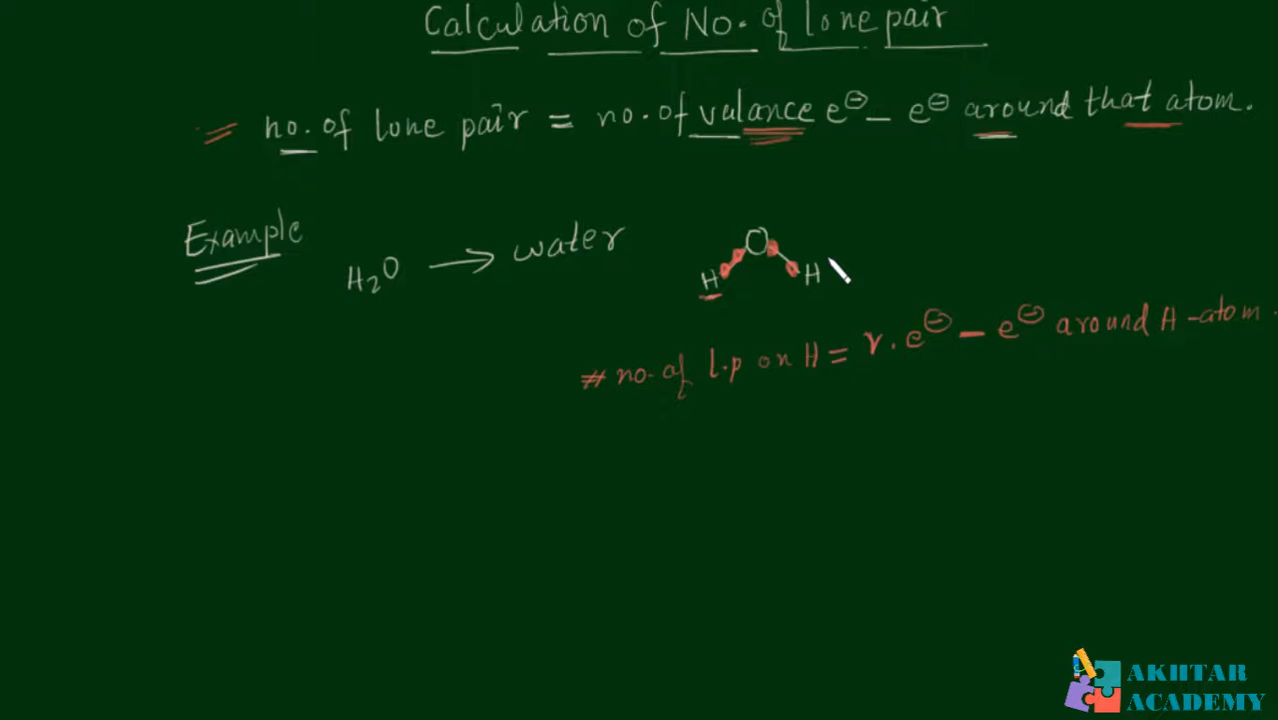 Calculation of No. of lone pair
no. of lone pair = no. of valance e⊖ - e⊖ around that atom.
Example
H₂O → water
O
H H
# no. of l.p on H = v. e⊖ - e⊖ around H-atom.
AKHTAR
ACADEMY